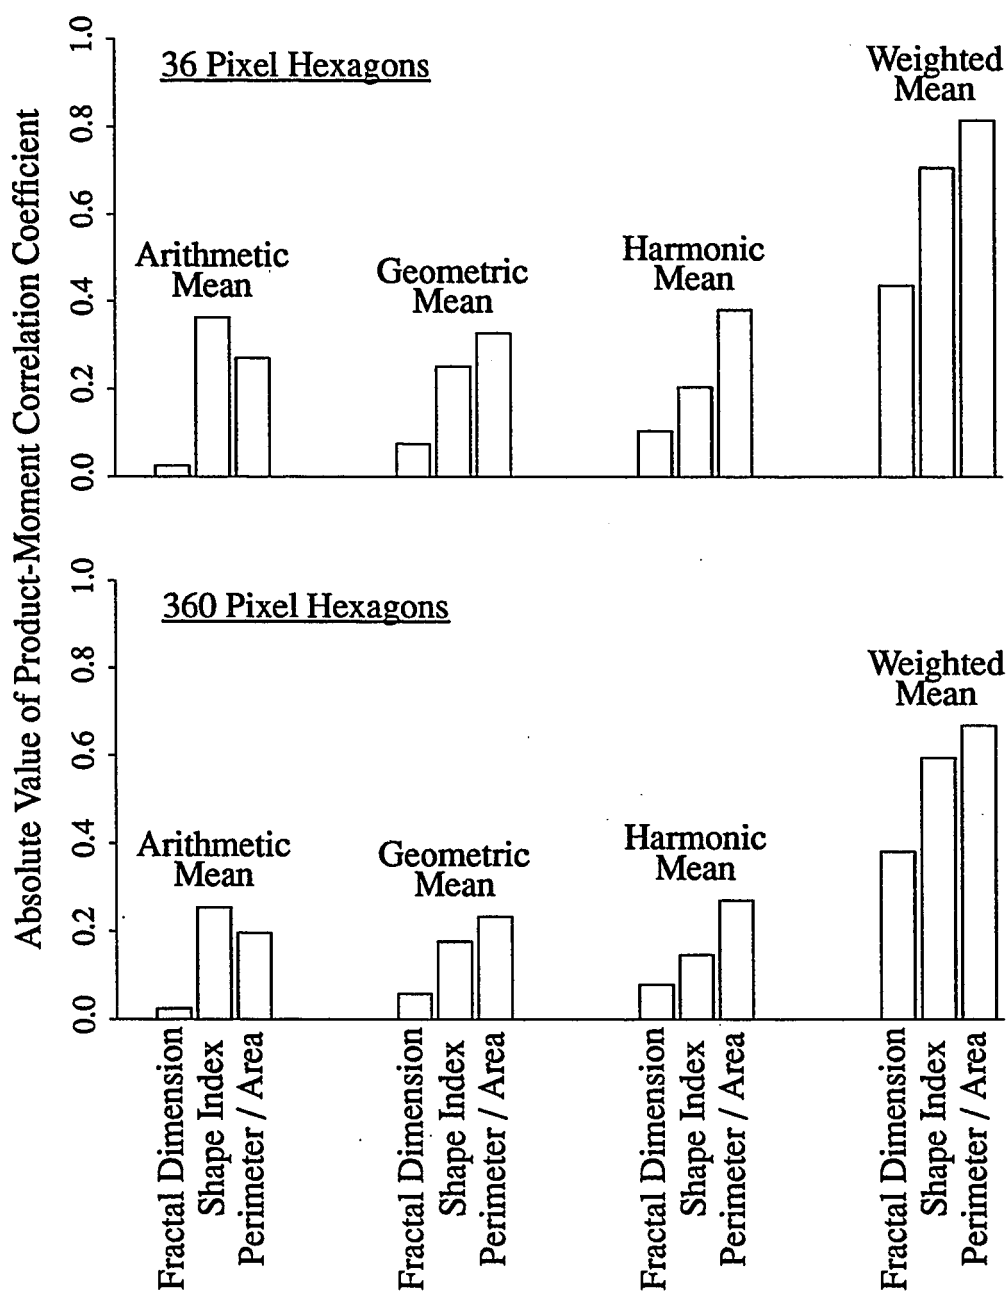 Absolute Value of Product-Moment Correlation Coefficient
36 Pixel Hexagons
1.0
0.8
0.6
0.4
0.2
0.0
Arithmetic
Mean
Geometric
Mean
Harmonic
Mean
Weighted
Mean
360 Pixel Hexagons
1.0
0.8
0.6
0.4
0.2
0.0
Arithmetic
Mean
Geometric
Mean
Harmonic
Mean
Weighted
Mean
Fractal Dimension
Shape Index
Perimeter / Area
Fractal Dimension
Shape Index
Perimeter / Area
Fractal Dimension
Shape Index
Perimeter / Area
Fractal Dimension
Shape Index
Perimeter / Area